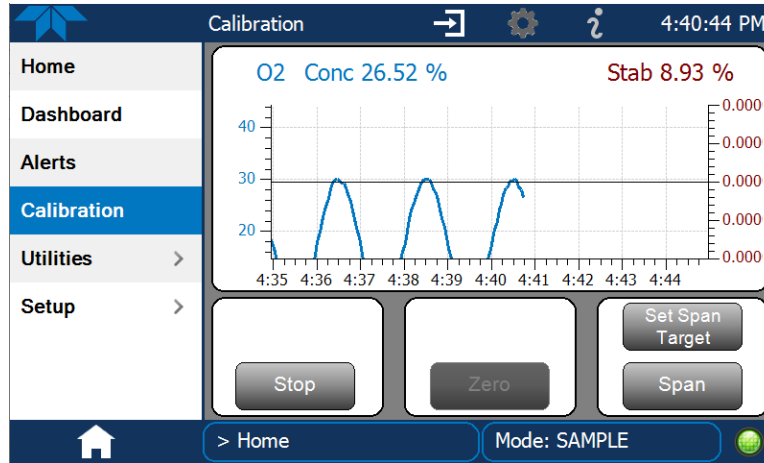 Calibration
4:40:44 PM
Home
Dashboard
Alerts
Calibration
Utilities
Setup
O2 Conc 26.52 %
Stab 8.93 %
40
30
20
0.000
0.000
0.000
0.000
0.000
4:35 4:36 4:37 4:38 4:39 4:40 4:41 4:42 4:43 4:44
Stop
Zero
Set Span
Target
Span
> Home
Mode: SAMPLE